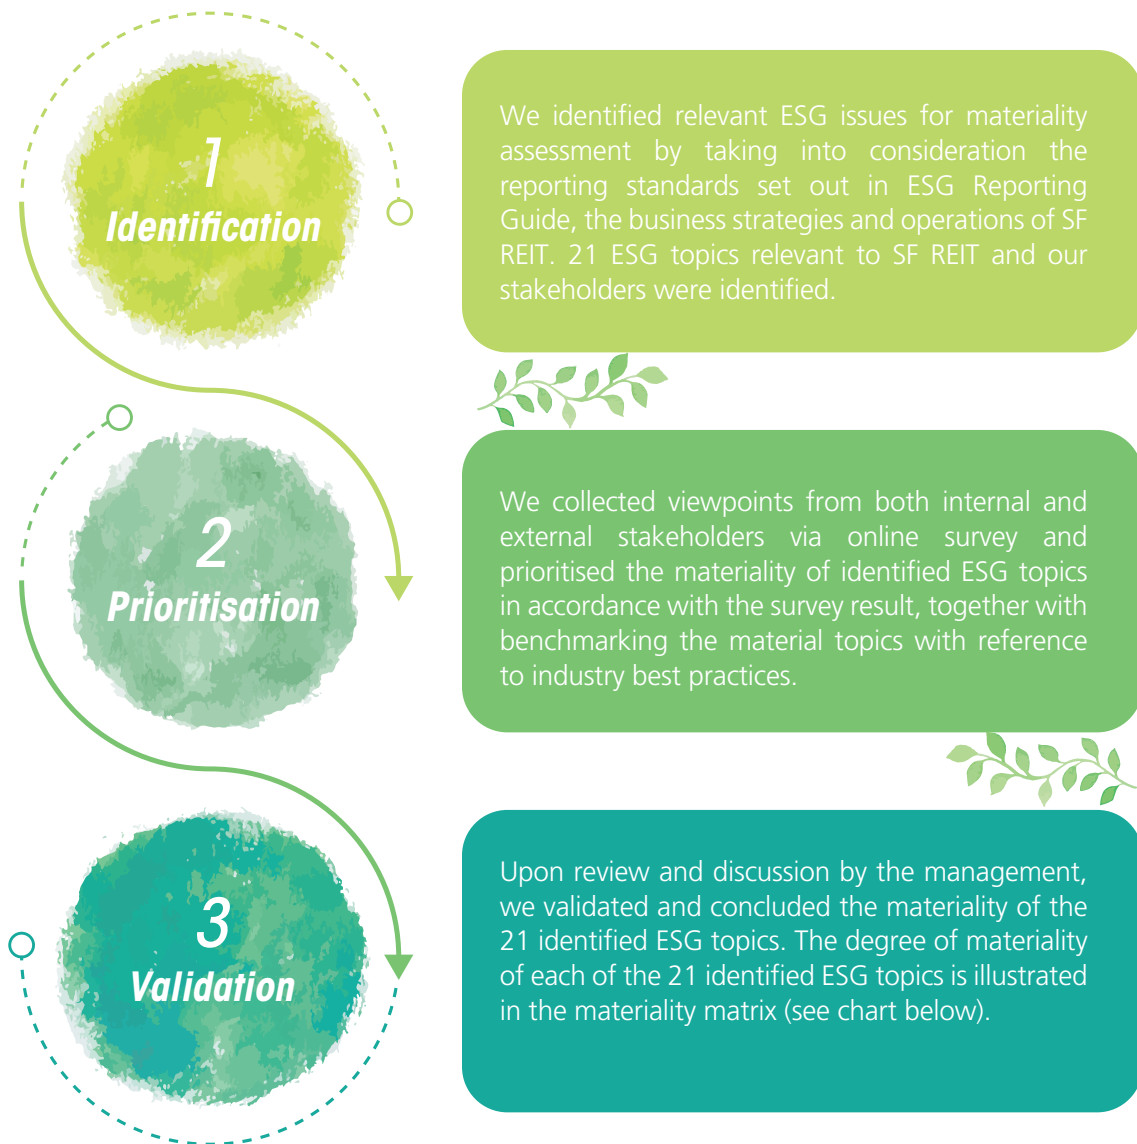 1
Identification
We identified relevant ESG issues for materiality
assessment by taking into consideration the
reporting standards set out in ESG Reporting
Guide, the business strategies and operations of SF
REIT. 21 ESG topics relevant to SF REIT and our
stakeholders were identified.
2
Prioritisation
We collected viewpoints from both internal and
external stakeholders via online survey and
prioritised the materiality of identified ESG topics
in accordance with the survey result, together with
benchmarking the material topics with reference
to industry best practices.
3
Validation
Upon review and discussion by the management,
we validated and concluded the materiality of the
21 identified ESG topics. The degree of materiality
of each of the 21 identified ESG topics is illustrated
in the materiality matrix (see chart below).